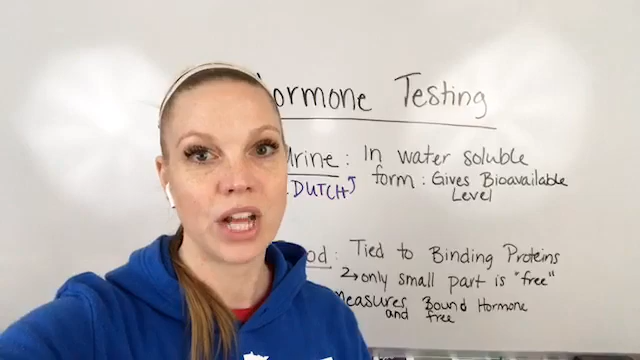 ormone Testing
urine : In water soluble
DUTCH form : Gives Bioavailable
Level
od : Tied to Binding Proteins
only small part is "free"
measures Bound Hormone
and free